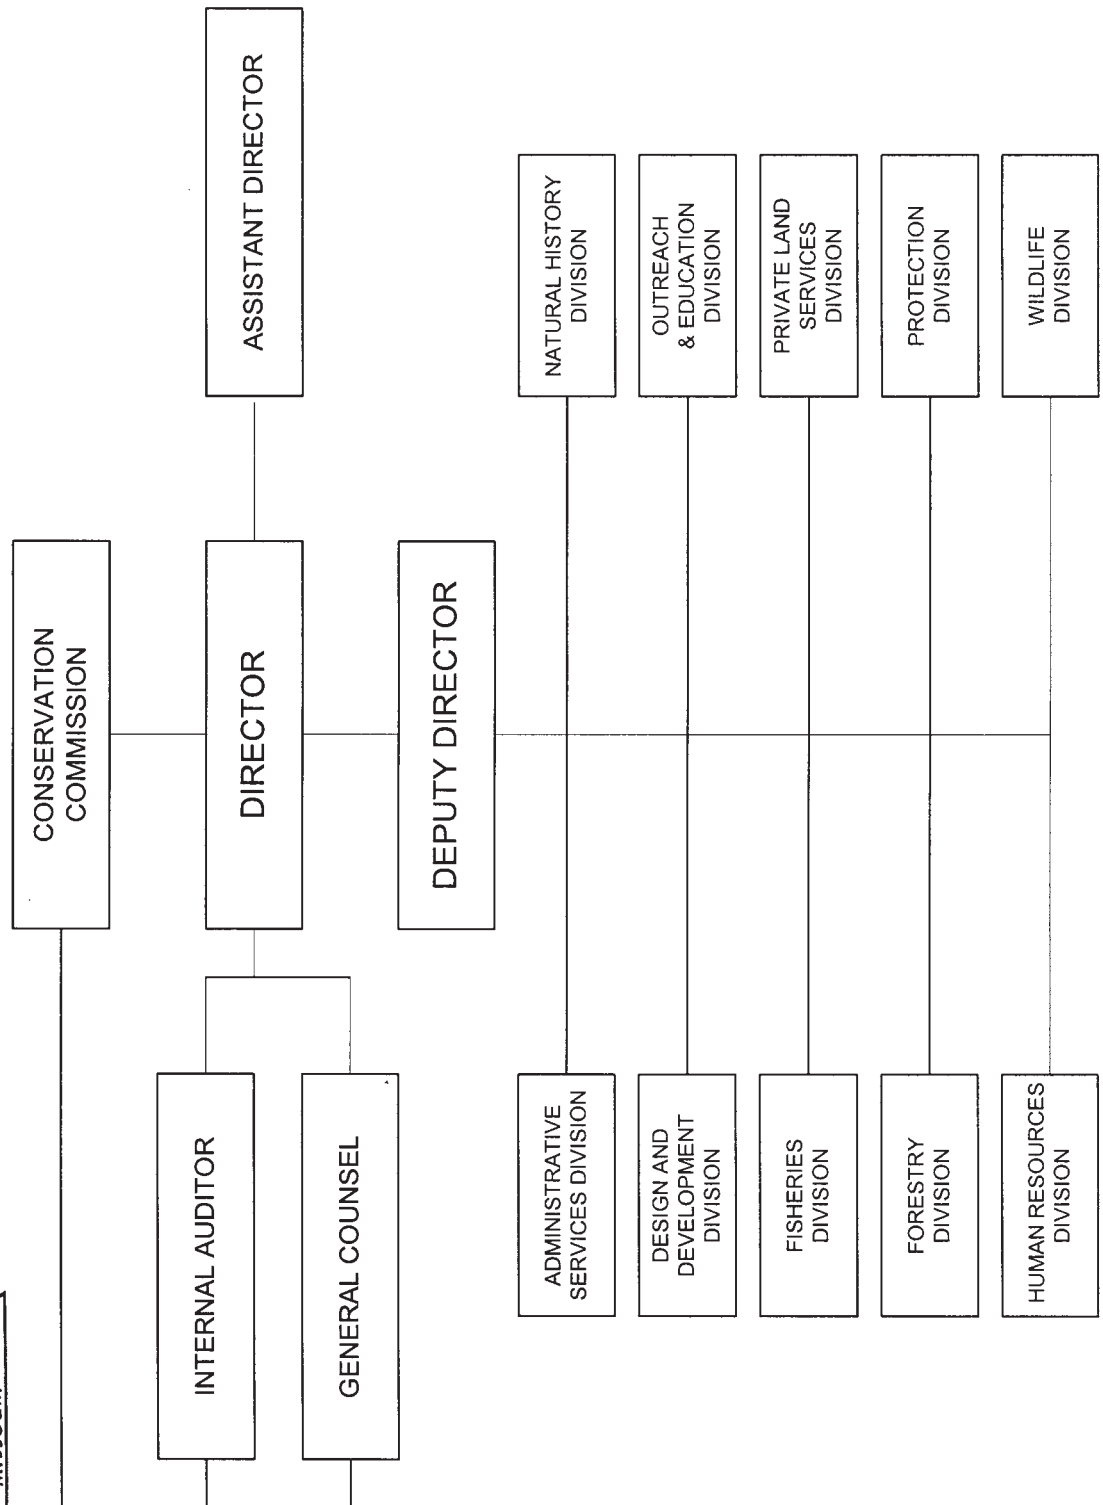 CONSERVATION
COMMISSION
DIRECTOR
ASSISTANT DIRECTOR
DEPUTY DIRECTOR
INTERNAL AUDITOR
GENERAL COUNSEL
ADMINISTRATIVE
SERVICES DIVISION
NATURAL HISTORY
DIVISION
DESIGN AND
DEVELOPMENT
DIVISION
OUTREACH
& EDUCATION
DIVISION
FISHERIES
DIVISION
PRIVATE LAND
SERVICES
DIVISION
FORESTRY
DIVISION
PROTECTION
DIVISION
HUMAN RESOURCES
DIVISION
WILDLIFE
DIVISION